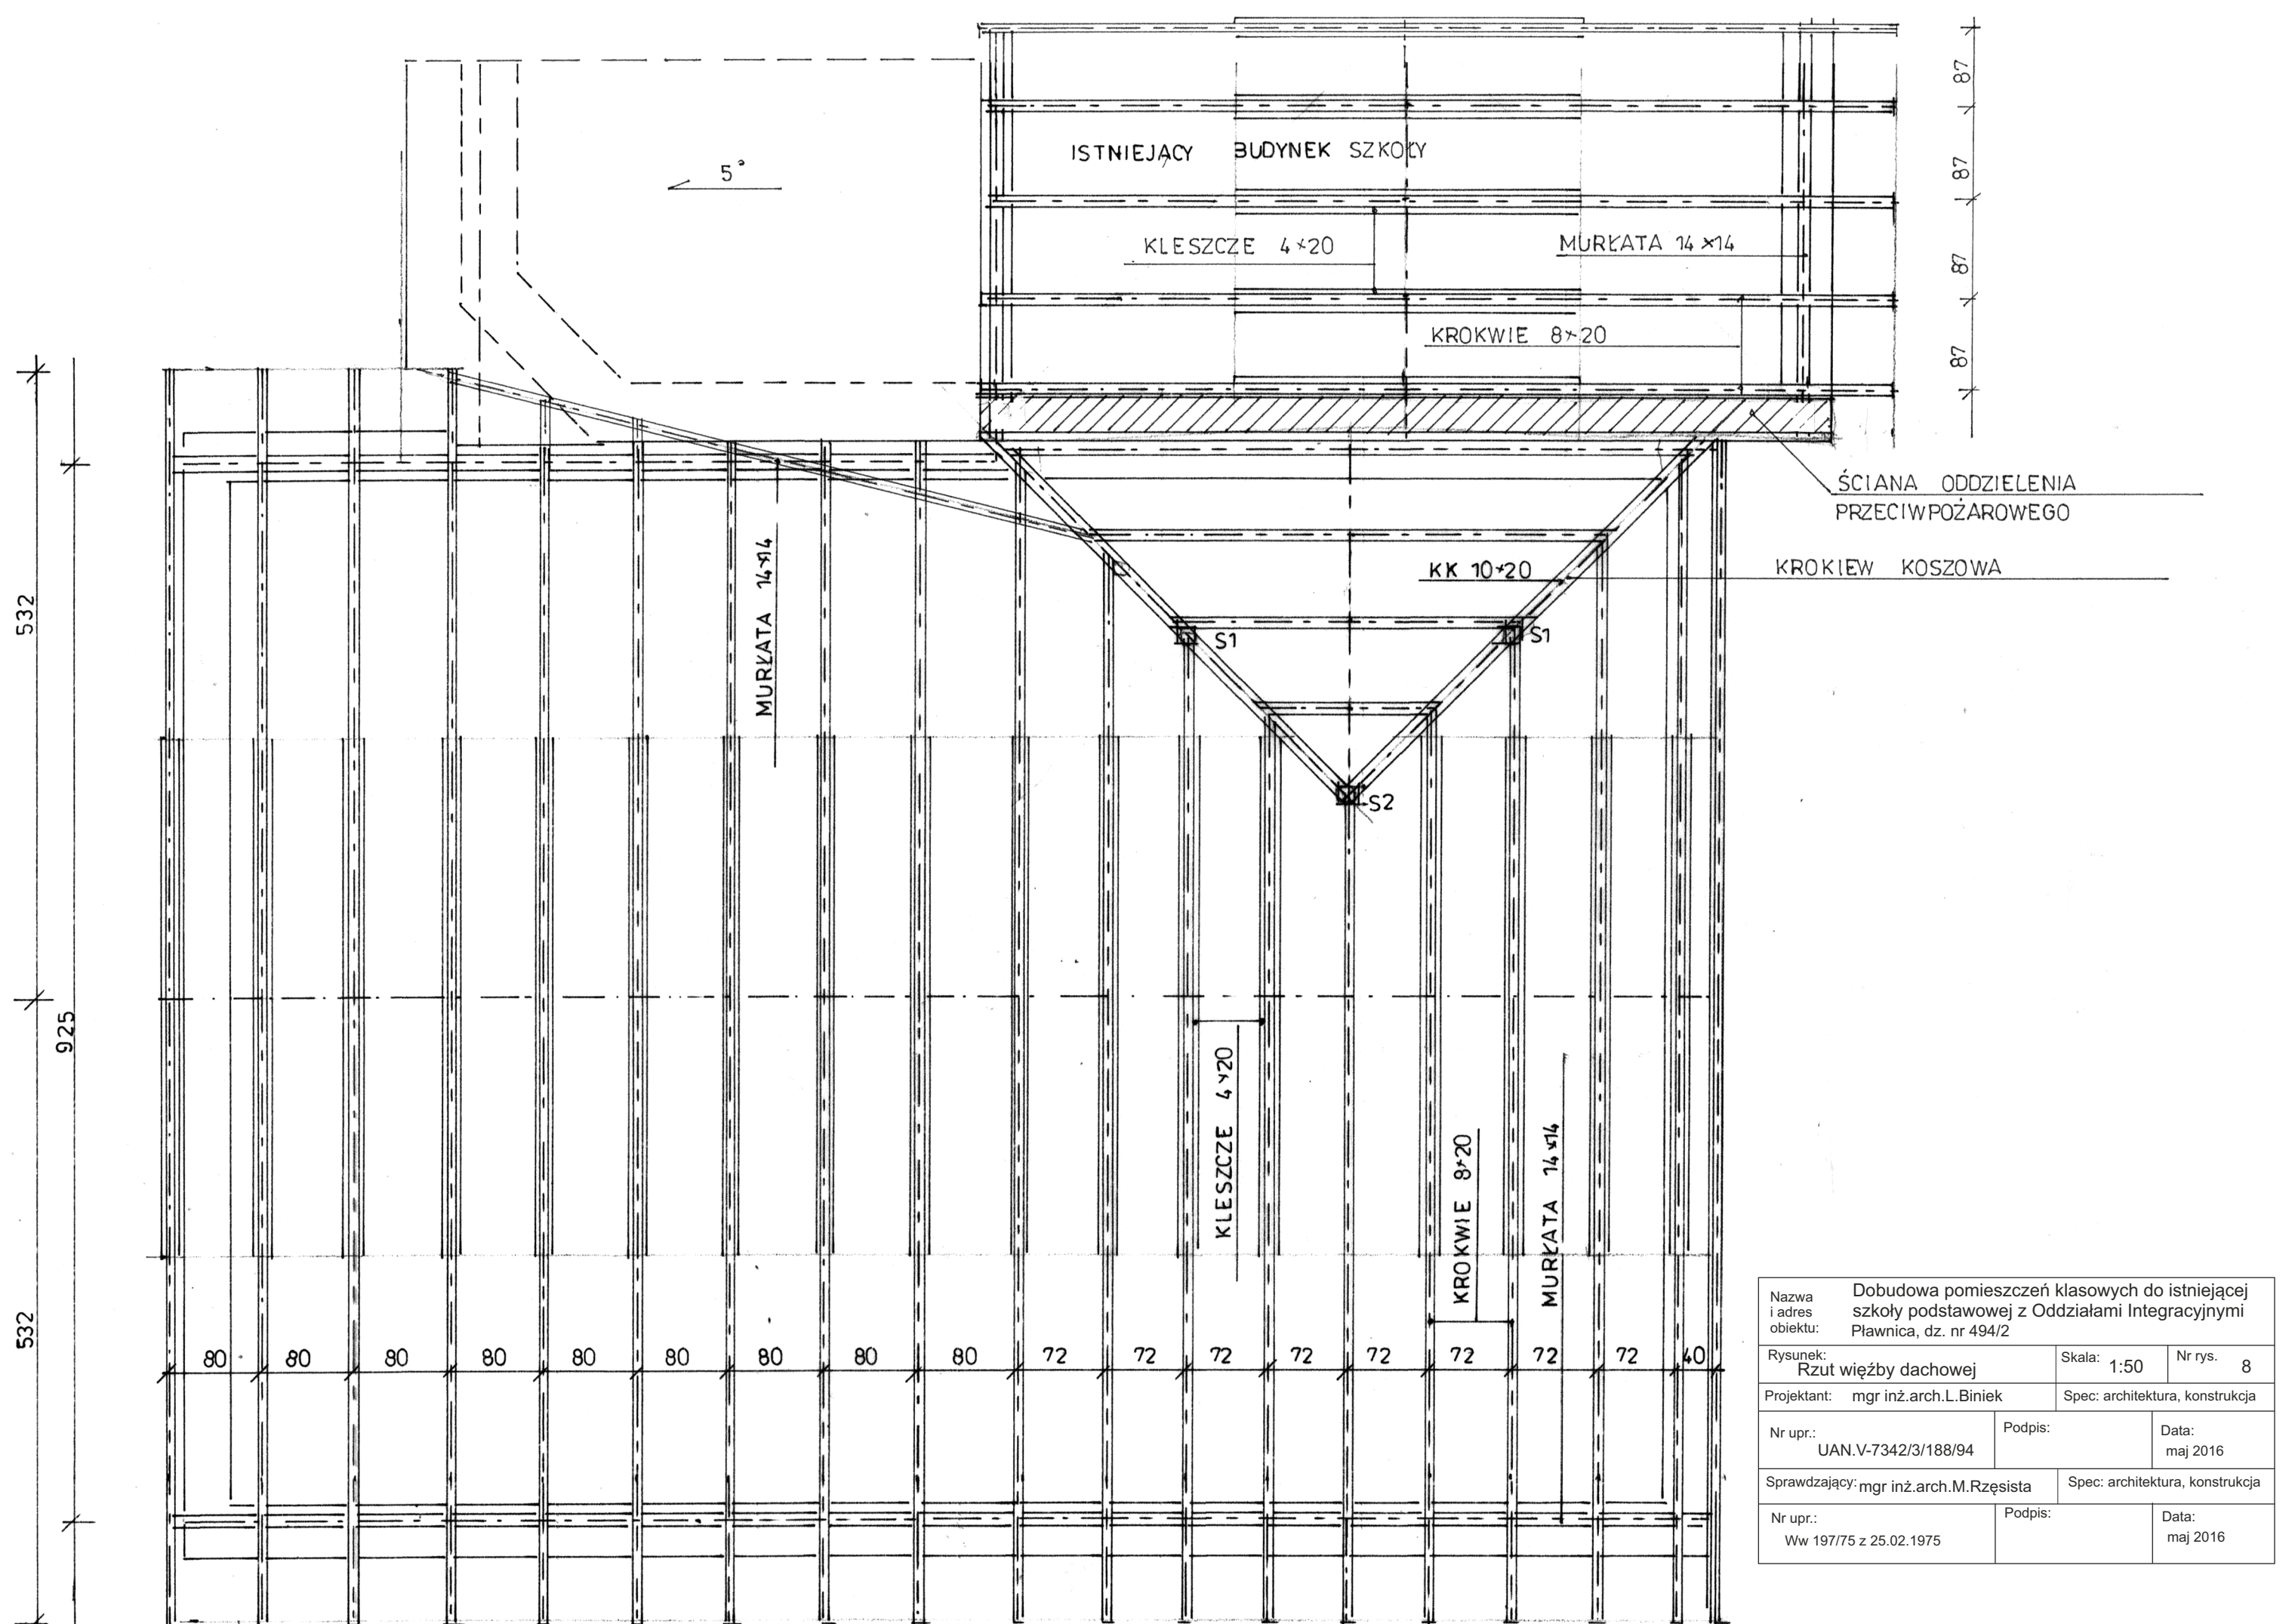 87
5°
ISTNIEJĄCY BUDYNEK SZKOŁY
87
KLESZCZE 4×20
MURŁATA 14×14
87
KROKWIE 8×20
87
ŚCIANA ODDZIELENIA
PRZECIWPOŻAROWEGO
KK 10×20
KROKIEW KOSZOWA
532
MURŁATA 14×14
S1
S1
S2
925
KLESZCZE 4×20
KROKWIE 8×20
MURŁATA 14×14
532
80 80 80 80 80 80 80 80 80 72 72 72 72 72 72 72 72 40
Nazwa i adres obiektu:
Dobudowa pomieszczeń klasowych do istniejącej
szkoły podstawowej z Oddziałami Integracyjnymi
Pławnica, dz. nr 494/2
Rysunek: Rzut więźby dachowej
Skala: 1:50
Nr rys. 8
Projektant: mgr inż.arch.L.Biniek
Spec: architektura, konstrukcja
Nr upr.: UAN.V-7342/3/188/94
Podpis:
Data: maj 2016
Sprawdzający: mgr inż.arch.M.Rzęsista
Spec: architektura, konstrukcja
Nr upr.: Ww 197/75 z 25.02.1975
Podpis:
Data: maj 2016